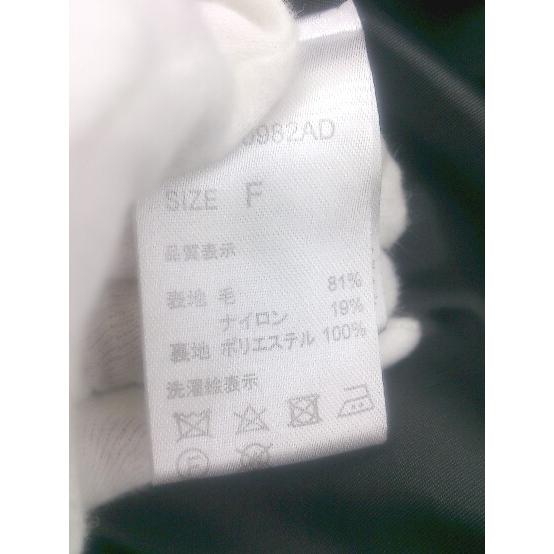 982AD
SIZE F
品質表示
表地 毛 81%
ナイロン 19%
裏地 ポリエステル 100%
洗濯絵表示